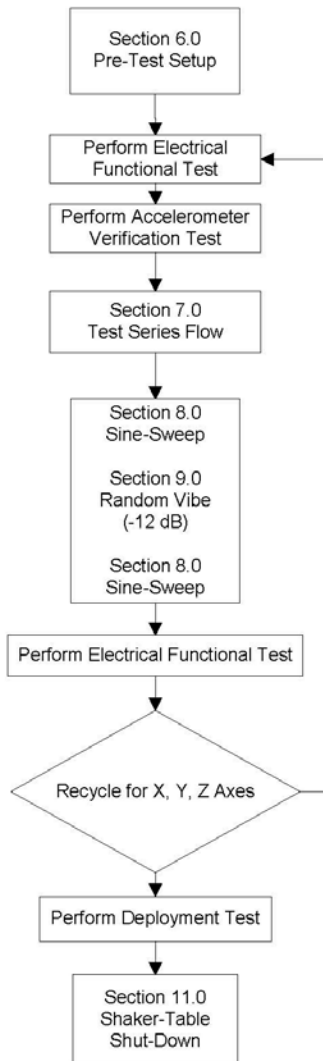 Section 6.0
Pre-Test Setup
Perform Electrical
Functional Test
Perform Accelerometer
Verification Test
Section 7.0
Test Series Flow
Section 8.0
Sine-Sweep
Section 9.0
Random Vibe
(-12 dB)
Section 8.0
Sine-Sweep
Perform Electrical Functional Test
Recycle for X, Y, Z Axes
Perform Deployment Test
Section 11.0
Shaker-Table
Shut-Down